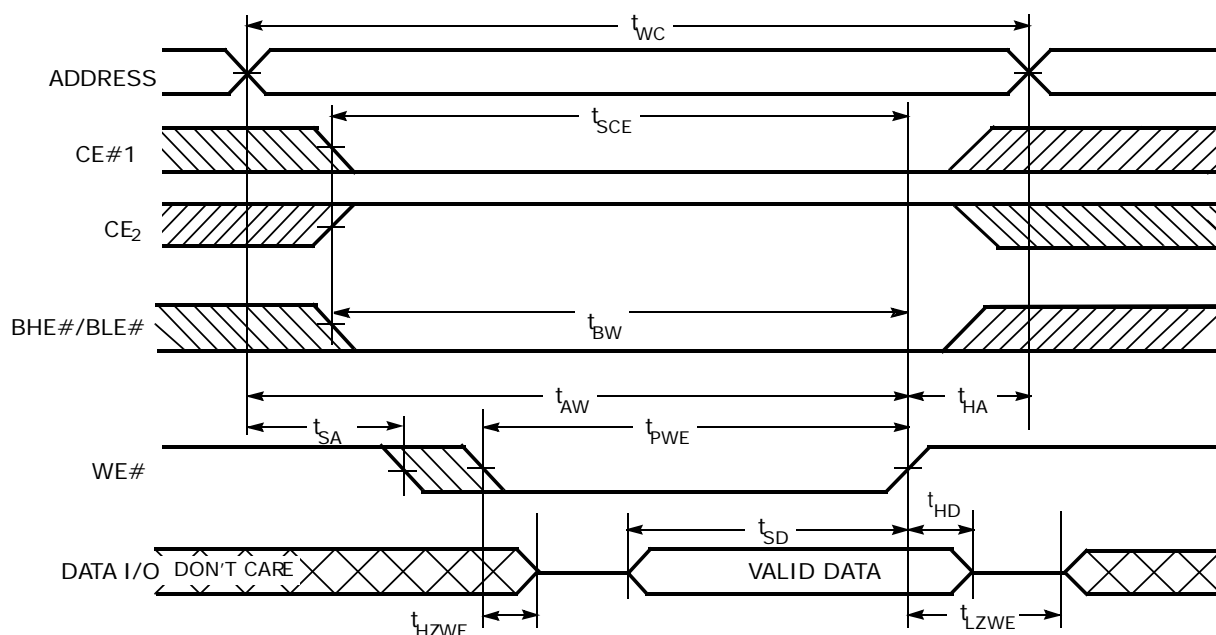 tWC
ADDRESS
tSCE
CE#1
CE2
BHE#/BLE#
tBW
tAW
tHA
tSA
tPWE
WE#
tHD
tSD
DATA I/O DON'T CARE
VALID DATA
tHZWE
tLZWE